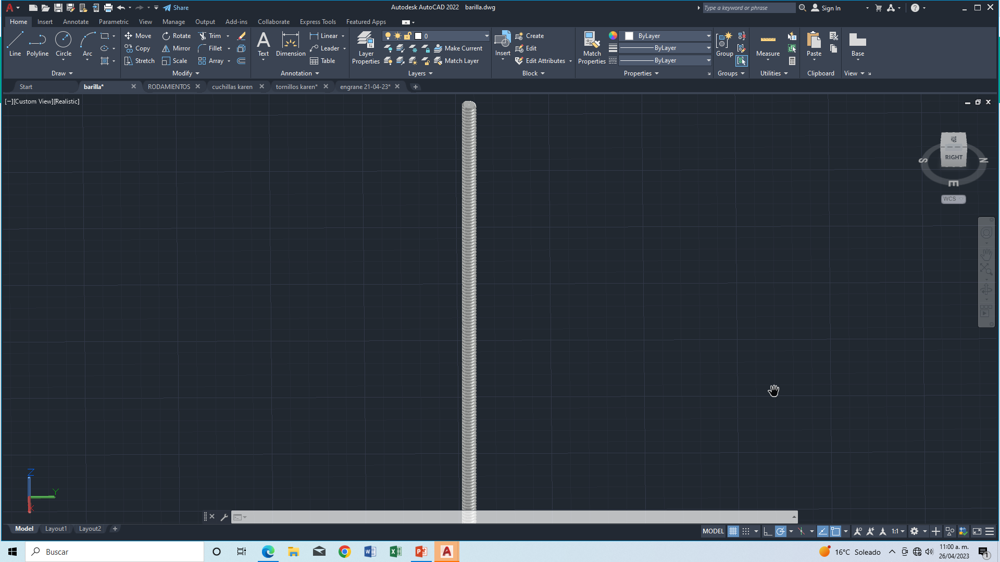 Share
Autodesk AutoCAD 2022 barilla.dwg
Type a keyword or phrase
Sign In
Home Insert Annotate Parametric View Manage Output Add-ins Collaborate Express Tools Featured Apps
Line
Polyline
Circle
Arc
Draw
Move Rotate Trim
Copy Mirror Fillet
Stretch Scale Array
Modify
Text
Dimension
Linear
Leader
Table
Annotation
Layer
Properties
0
Make Current
Match Layer
Layers
Insert
Create
Edit
Edit Attributes
Block
Match
Properties
ByLayer
ByLayer
ByLayer
Properties
Group
Groups
Measure
Utilities
Paste
Clipboard
Base
View
Start barilla* RODAMIENTOS cuchillas karen tornillos karen* engrane 21-04-23*
[−][Custom View][Realistic]
TOP
RIGHT
S
N
E
WCS
Z
Y
X
Model Layout1 Layout2
MODEL
1:1
Buscar
16°C Soleado
11:00 a. m.
26/04/2023
1